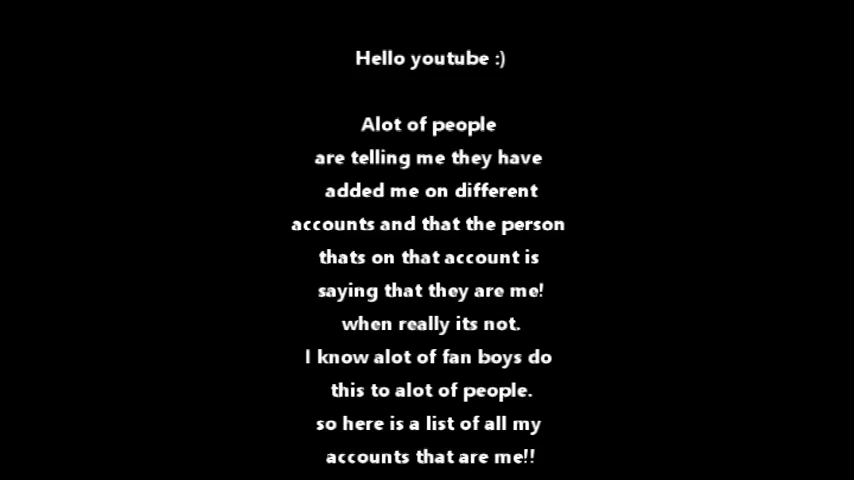 Hello youtube :)
Alot of people
are telling me they have
added me on different
accounts and that the person
thats on that account is
saying that they are me!
when really its not.
I know alot of fan boys do
this to alot of people.
so here is a list of all my
accounts that are me!!